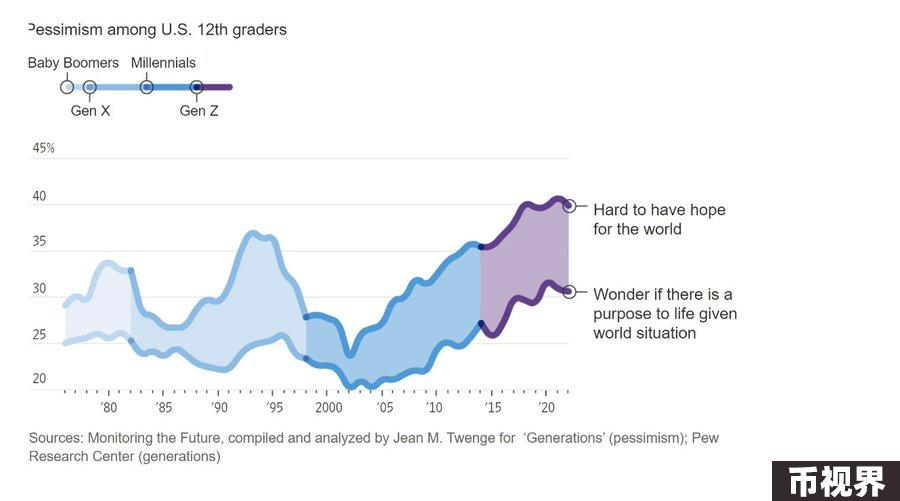 Pessimism among U.S. 12th graders
Baby Boomers Millennials
Gen X Gen Z
45%
40
35
30
25
20
Hard to have hope
for the world
Wonder if there is a
purpose to life given
world situation
’80 ’85 ’90 ’95 2000 ’05 ’10 ’15 ’20
Sources: Monitoring the Future, compiled and analyzed by Jean M. Twenge for ‘Generations’ (pessimism); Pew
Research Center (generations)
币视界